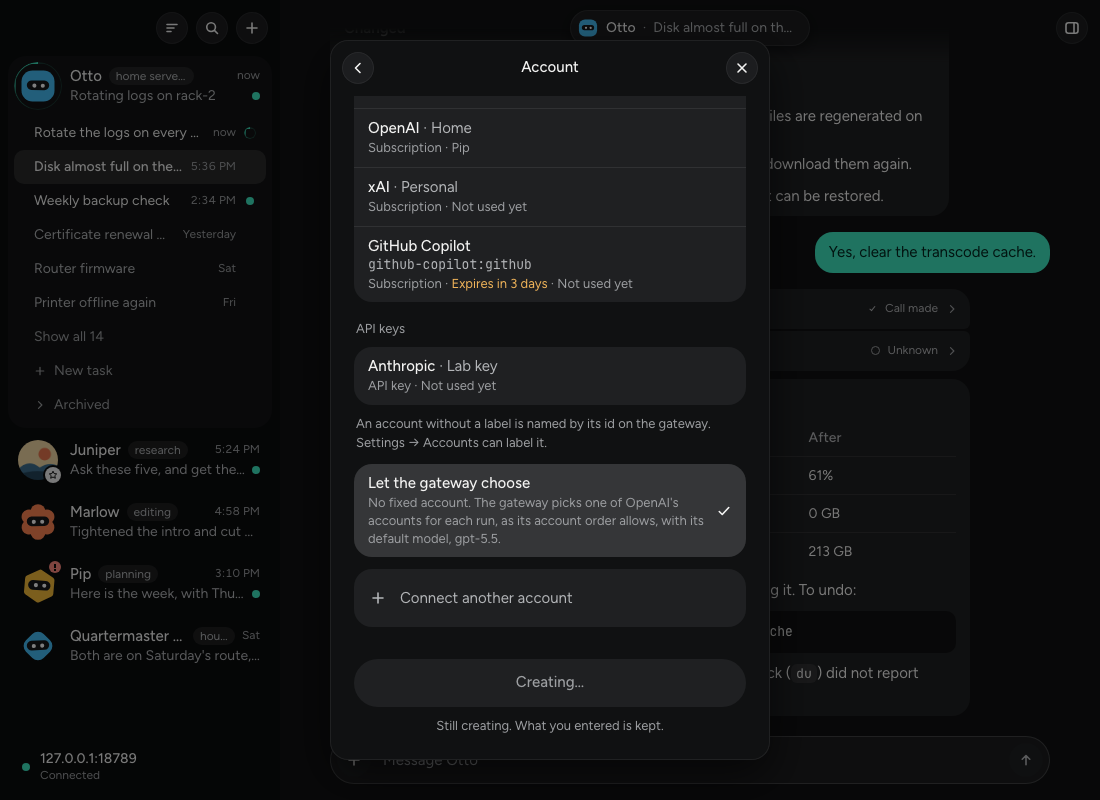 Otto · Disk almost full on th...
Otto home serve... now
Rotating logs on rack-2
Rotate the logs on every ... now
Disk almost full on the... 5:36 PM
Weekly backup check 2:34 PM
Certificate renewal ... Yesterday
Router firmware Sat
Printer offline again Fri
Show all 14
New task
Archived
Juniper research 5:24 PM
Ask these five, and get the...
Marlow editing 4:58 PM
Tightened the intro and cut ...
Pip planning 3:10 PM
Here is the week, with Thu...
Quartermaster ... hou... Sat
Both are on Saturday's route,...
127.0.0.1:18789
Connected
Account
OpenAI · Home
Subscription · Pip
xAI · Personal
Subscription · Not used yet
GitHub Copilot
github-copilot:github
Subscription · Expires in 3 days · Not used yet
API keys
Anthropic · Lab key
API key · Not used yet
An account without a label is named by its id on the gateway.
Settings → Accounts can label it.
Let the gateway choose
No fixed account. The gateway picks one of OpenAI's
accounts for each run, as its account order allows, with its
default model, gpt-5.5.
Connect another account
Creating...
Still creating. What you entered is kept.
are regenerated on
download them again.
can be restored.
Yes, clear the transcode cache.
Call made
Unknown
After
61%
0 GB
213 GB
it. To undo:
(du) did not report
Message Otto